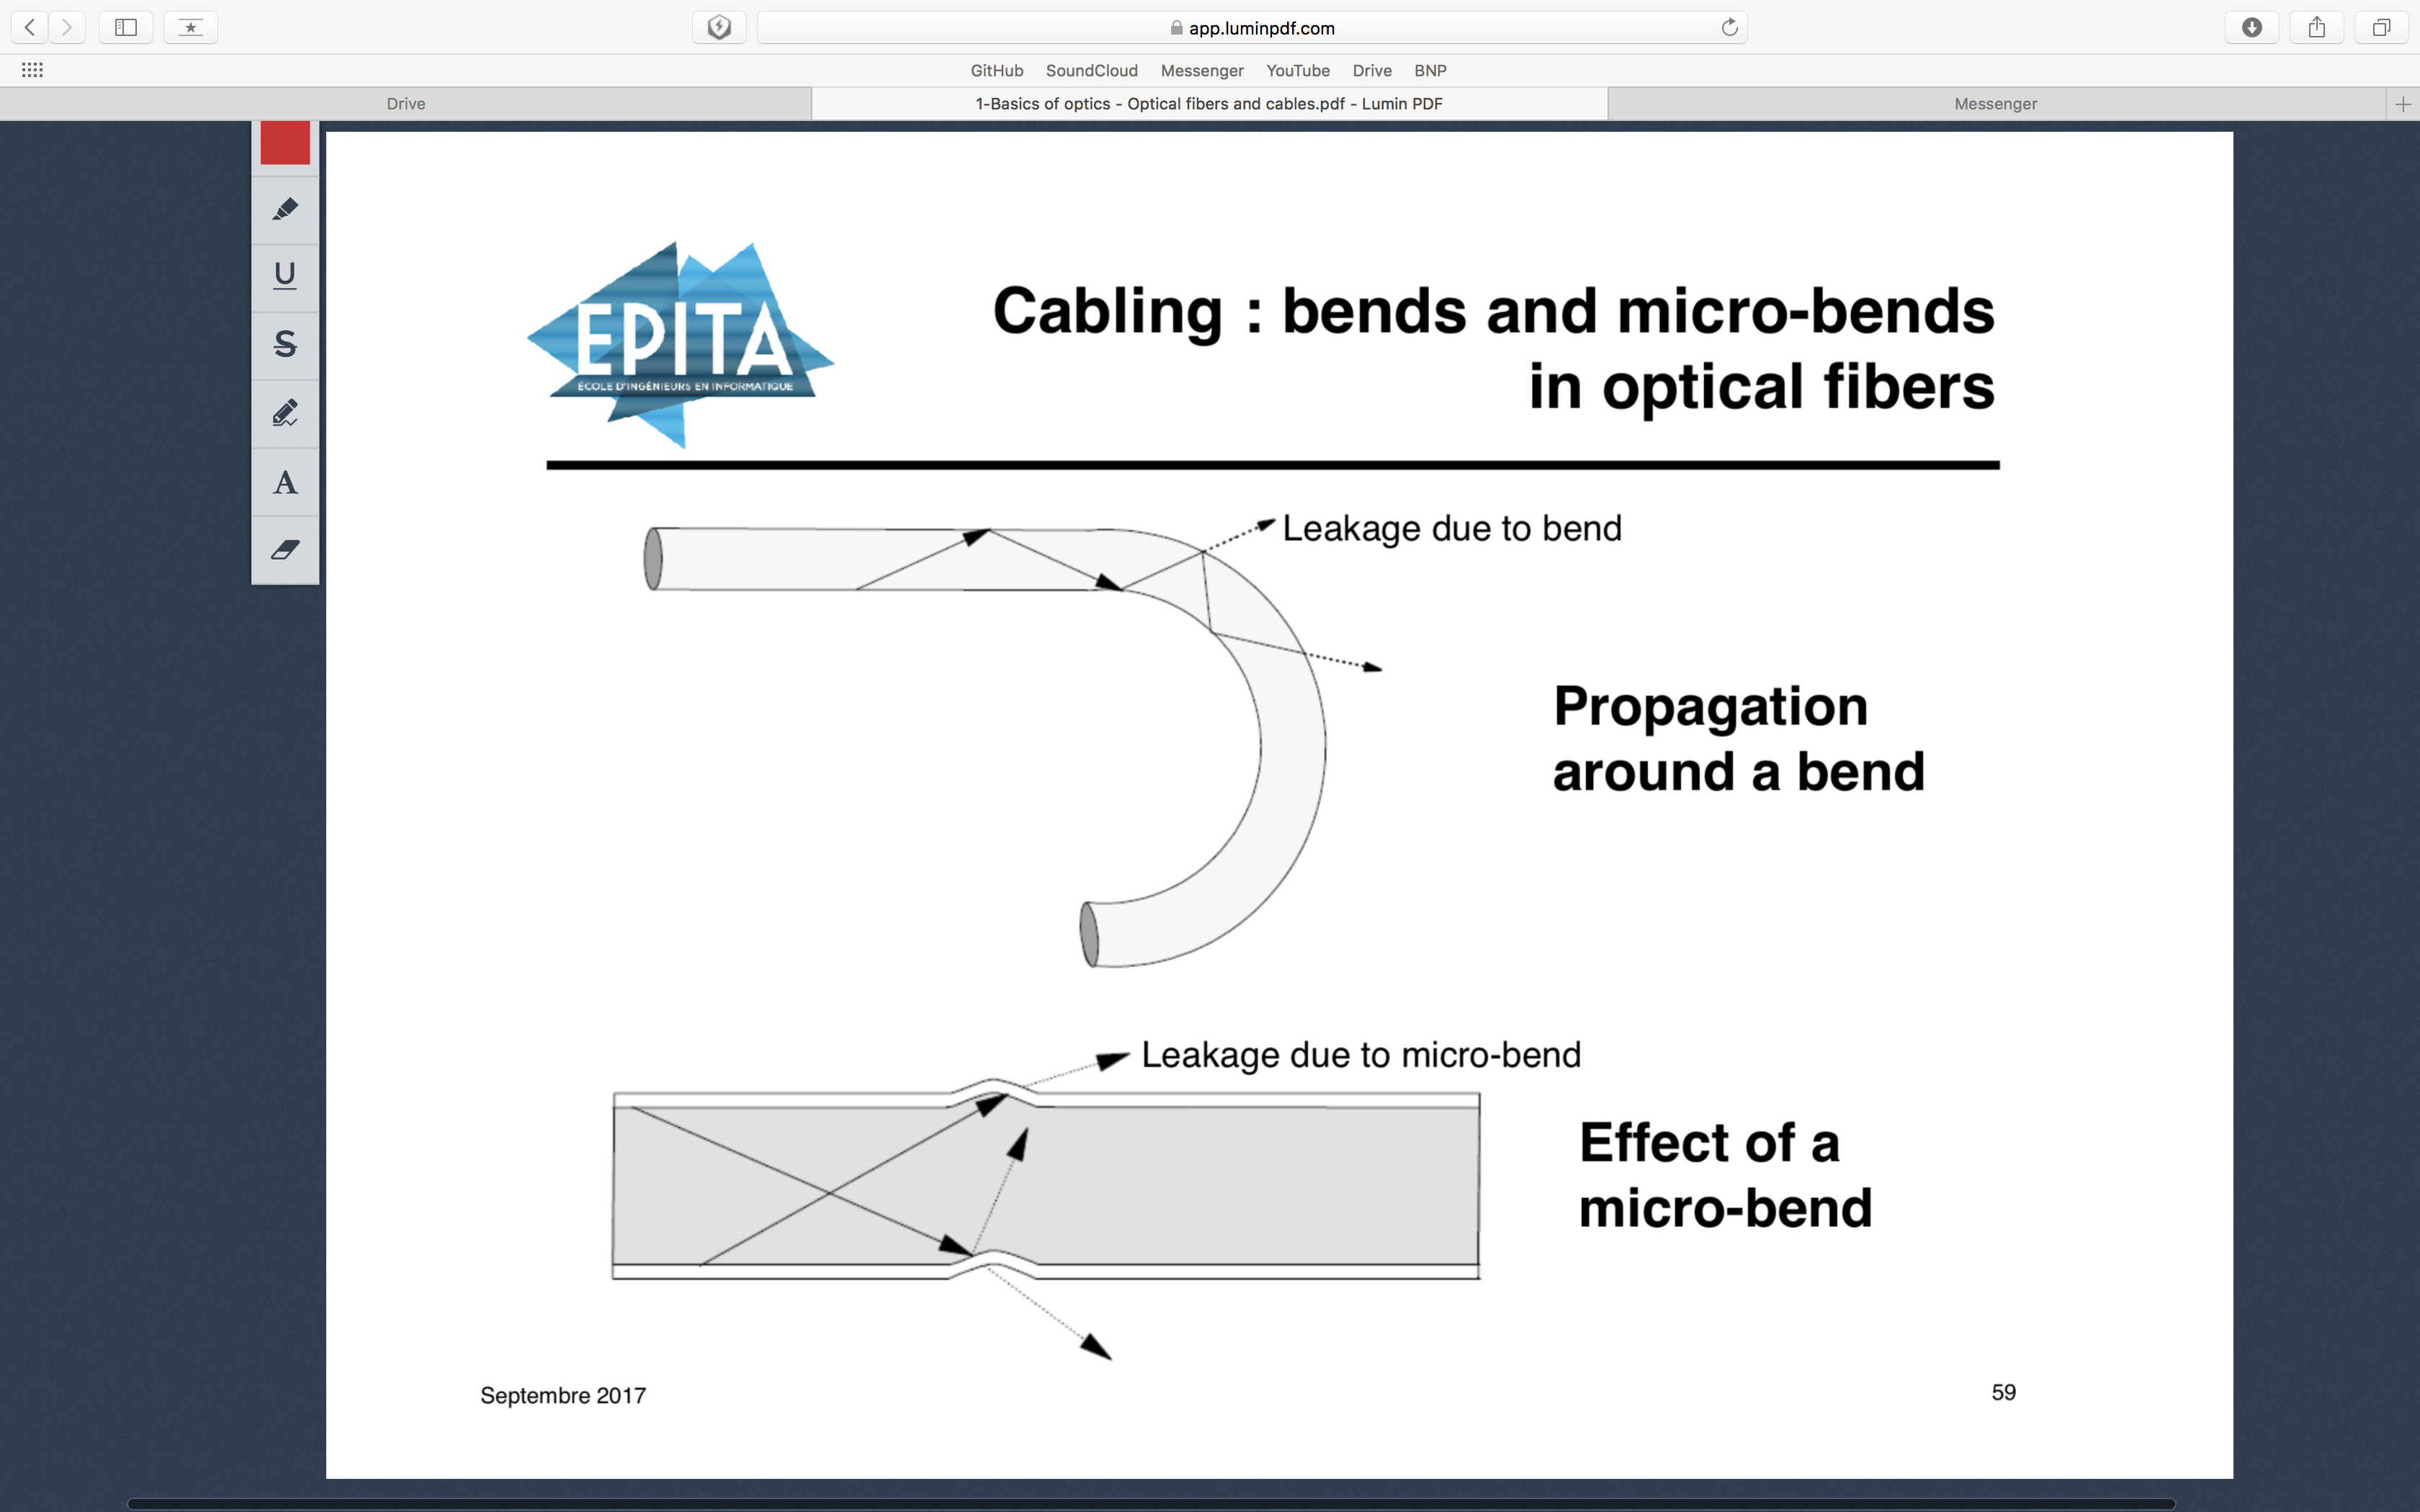 app.luminpdf.com
GitHub SoundCloud Messenger YouTube Drive BNP
Drive
1-Basics of optics - Optical fibers and cables.pdf - Lumin PDF
Messenger
U
S
A
EPITA
ÉCOLE D'INGÉNIEURS EN INFORMATIQUE
Cabling : bends and micro-bends
in optical fibers
Leakage due to bend
Propagation
around a bend
Leakage due to micro-bend
Effect of a
micro-bend
Septembre 2017
59